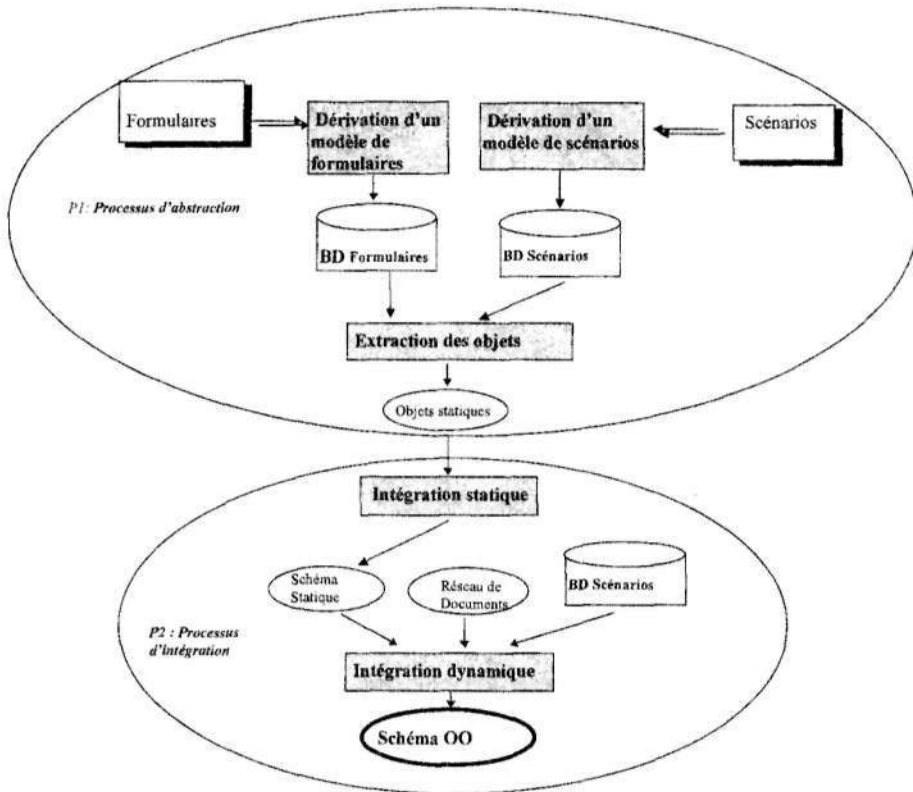 Formulaires
Dérivation d'un
modèle de
formulaires
Dérivation d'un
modèle de scénarios
Scénarios
P1: Processus d'abstraction
BD Formulaires
BD Scénarios
Extraction des objets
Objets statiques
Intégration statique
Schéma
Statique
Réseau de
Documents
BD Scénarios
P2 : Processus
d'intégration
Intégration dynamique
Schéma OO